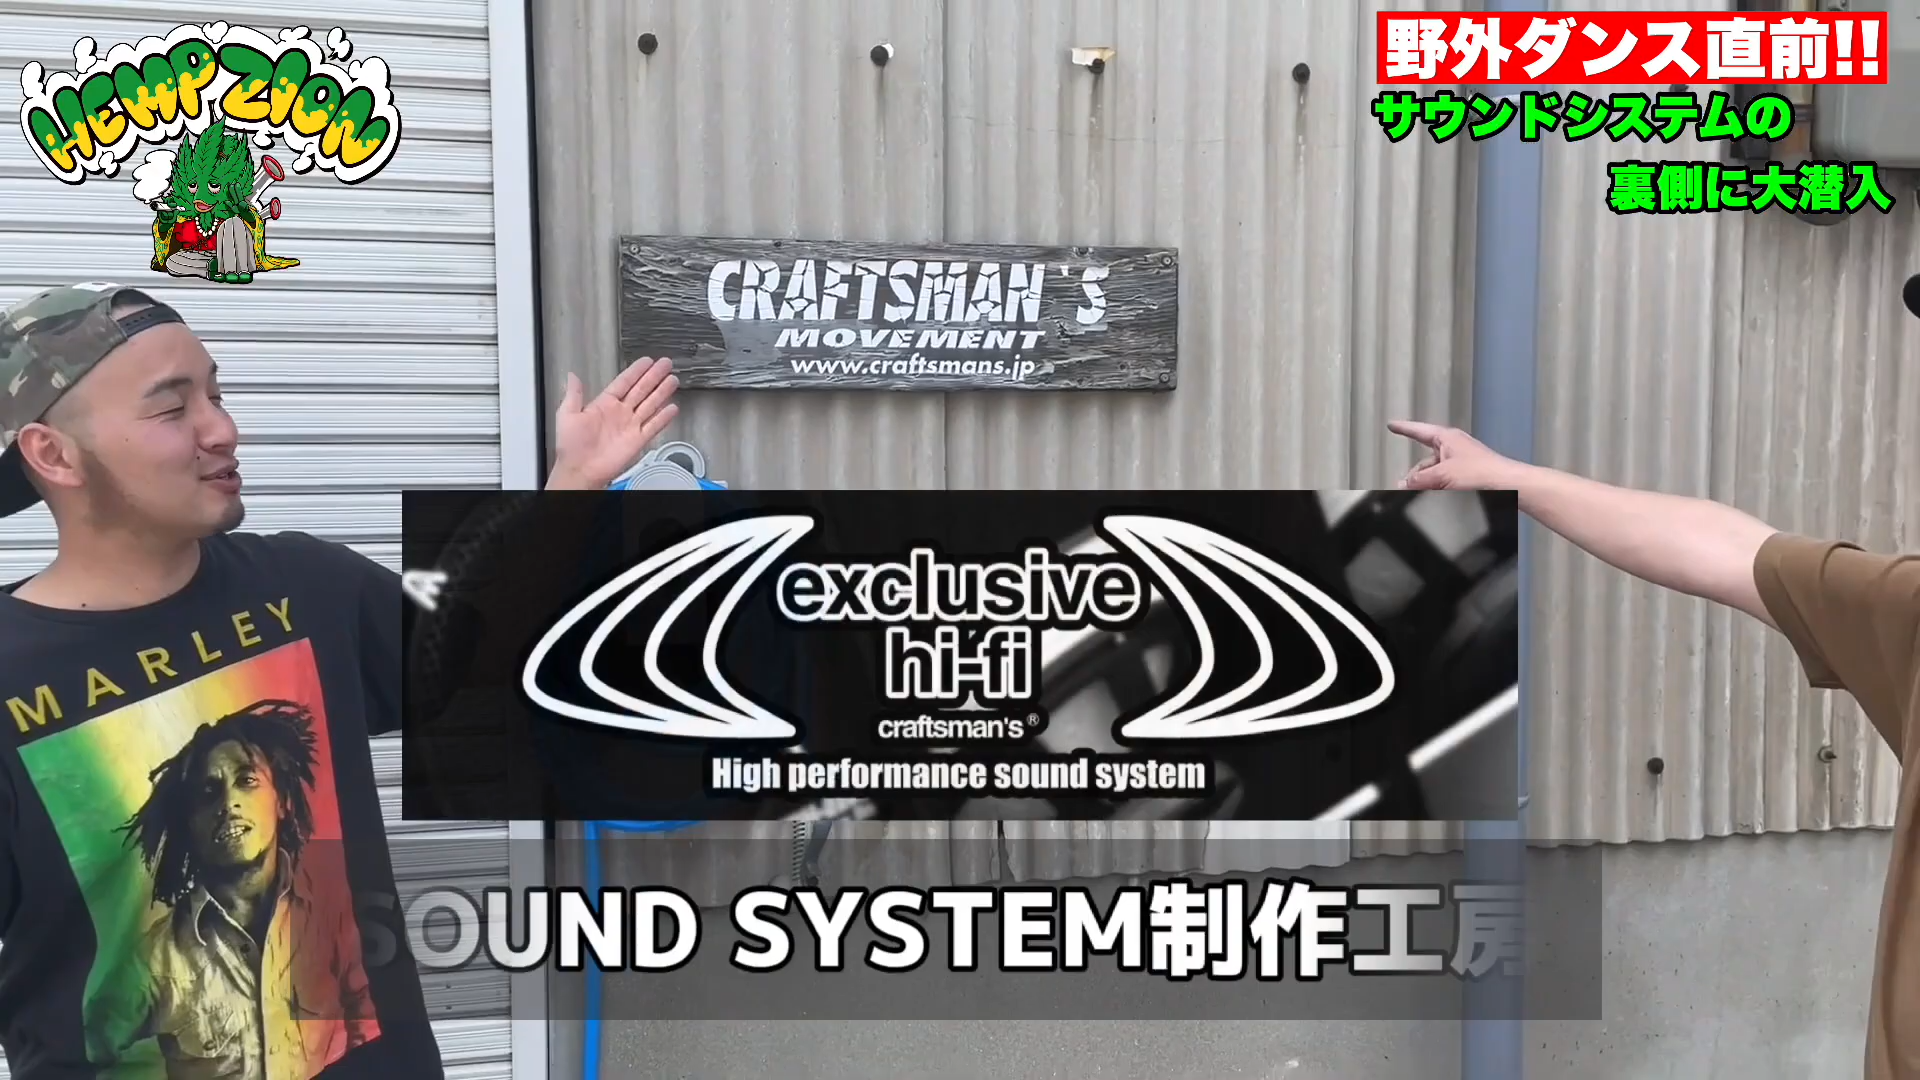 HEMP ZION
野外ダンス直前!!
サウンドシステムの
裏側に大潜入
CRAFTSMAN'S
MOVEMENT
www.craftsmans.jp
MARLEY
exclusive
hi-fi
craftsman's®
High performance sound system
SOUND SYSTEM制作工房